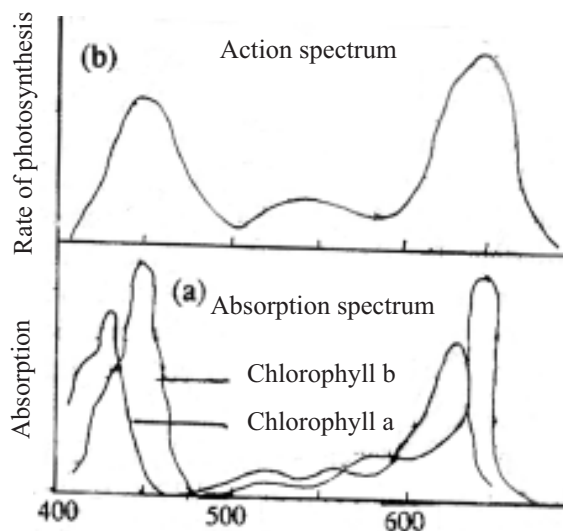 Rate of photosynthesis
(b)
Action spectrum
(a)
Absorption spectrum
Absorption
Chlorophyll b
Chlorophyll a
400 500 600